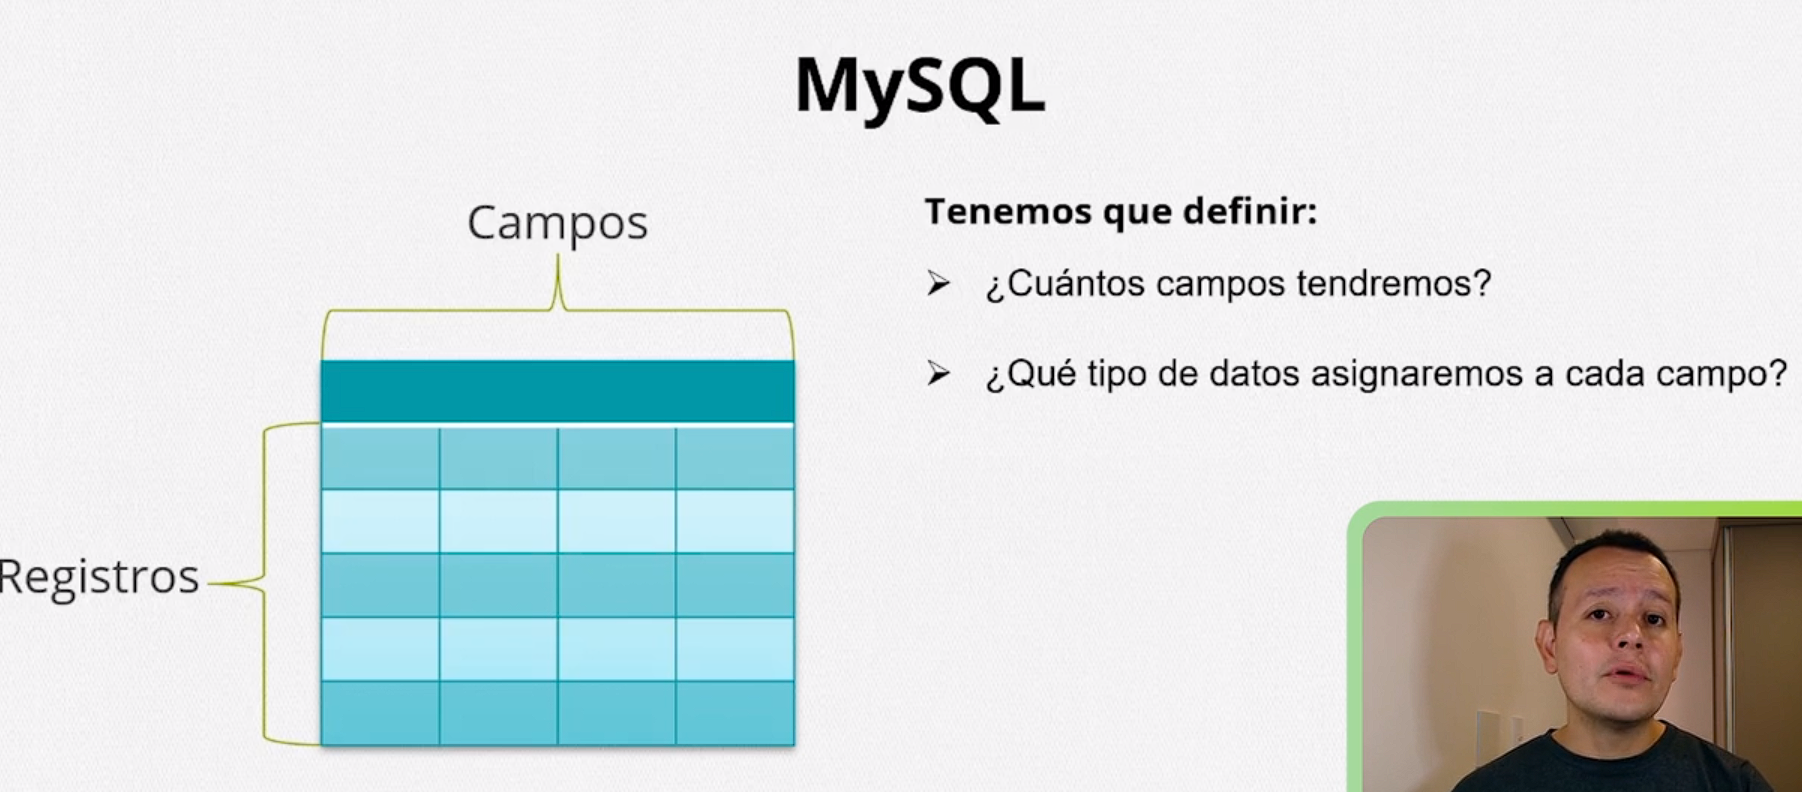 MySQL
Campos
Registros
Tenemos que definir:
¿Cuántos campos tendremos?
¿Qué tipo de datos asignaremos a cada campo?